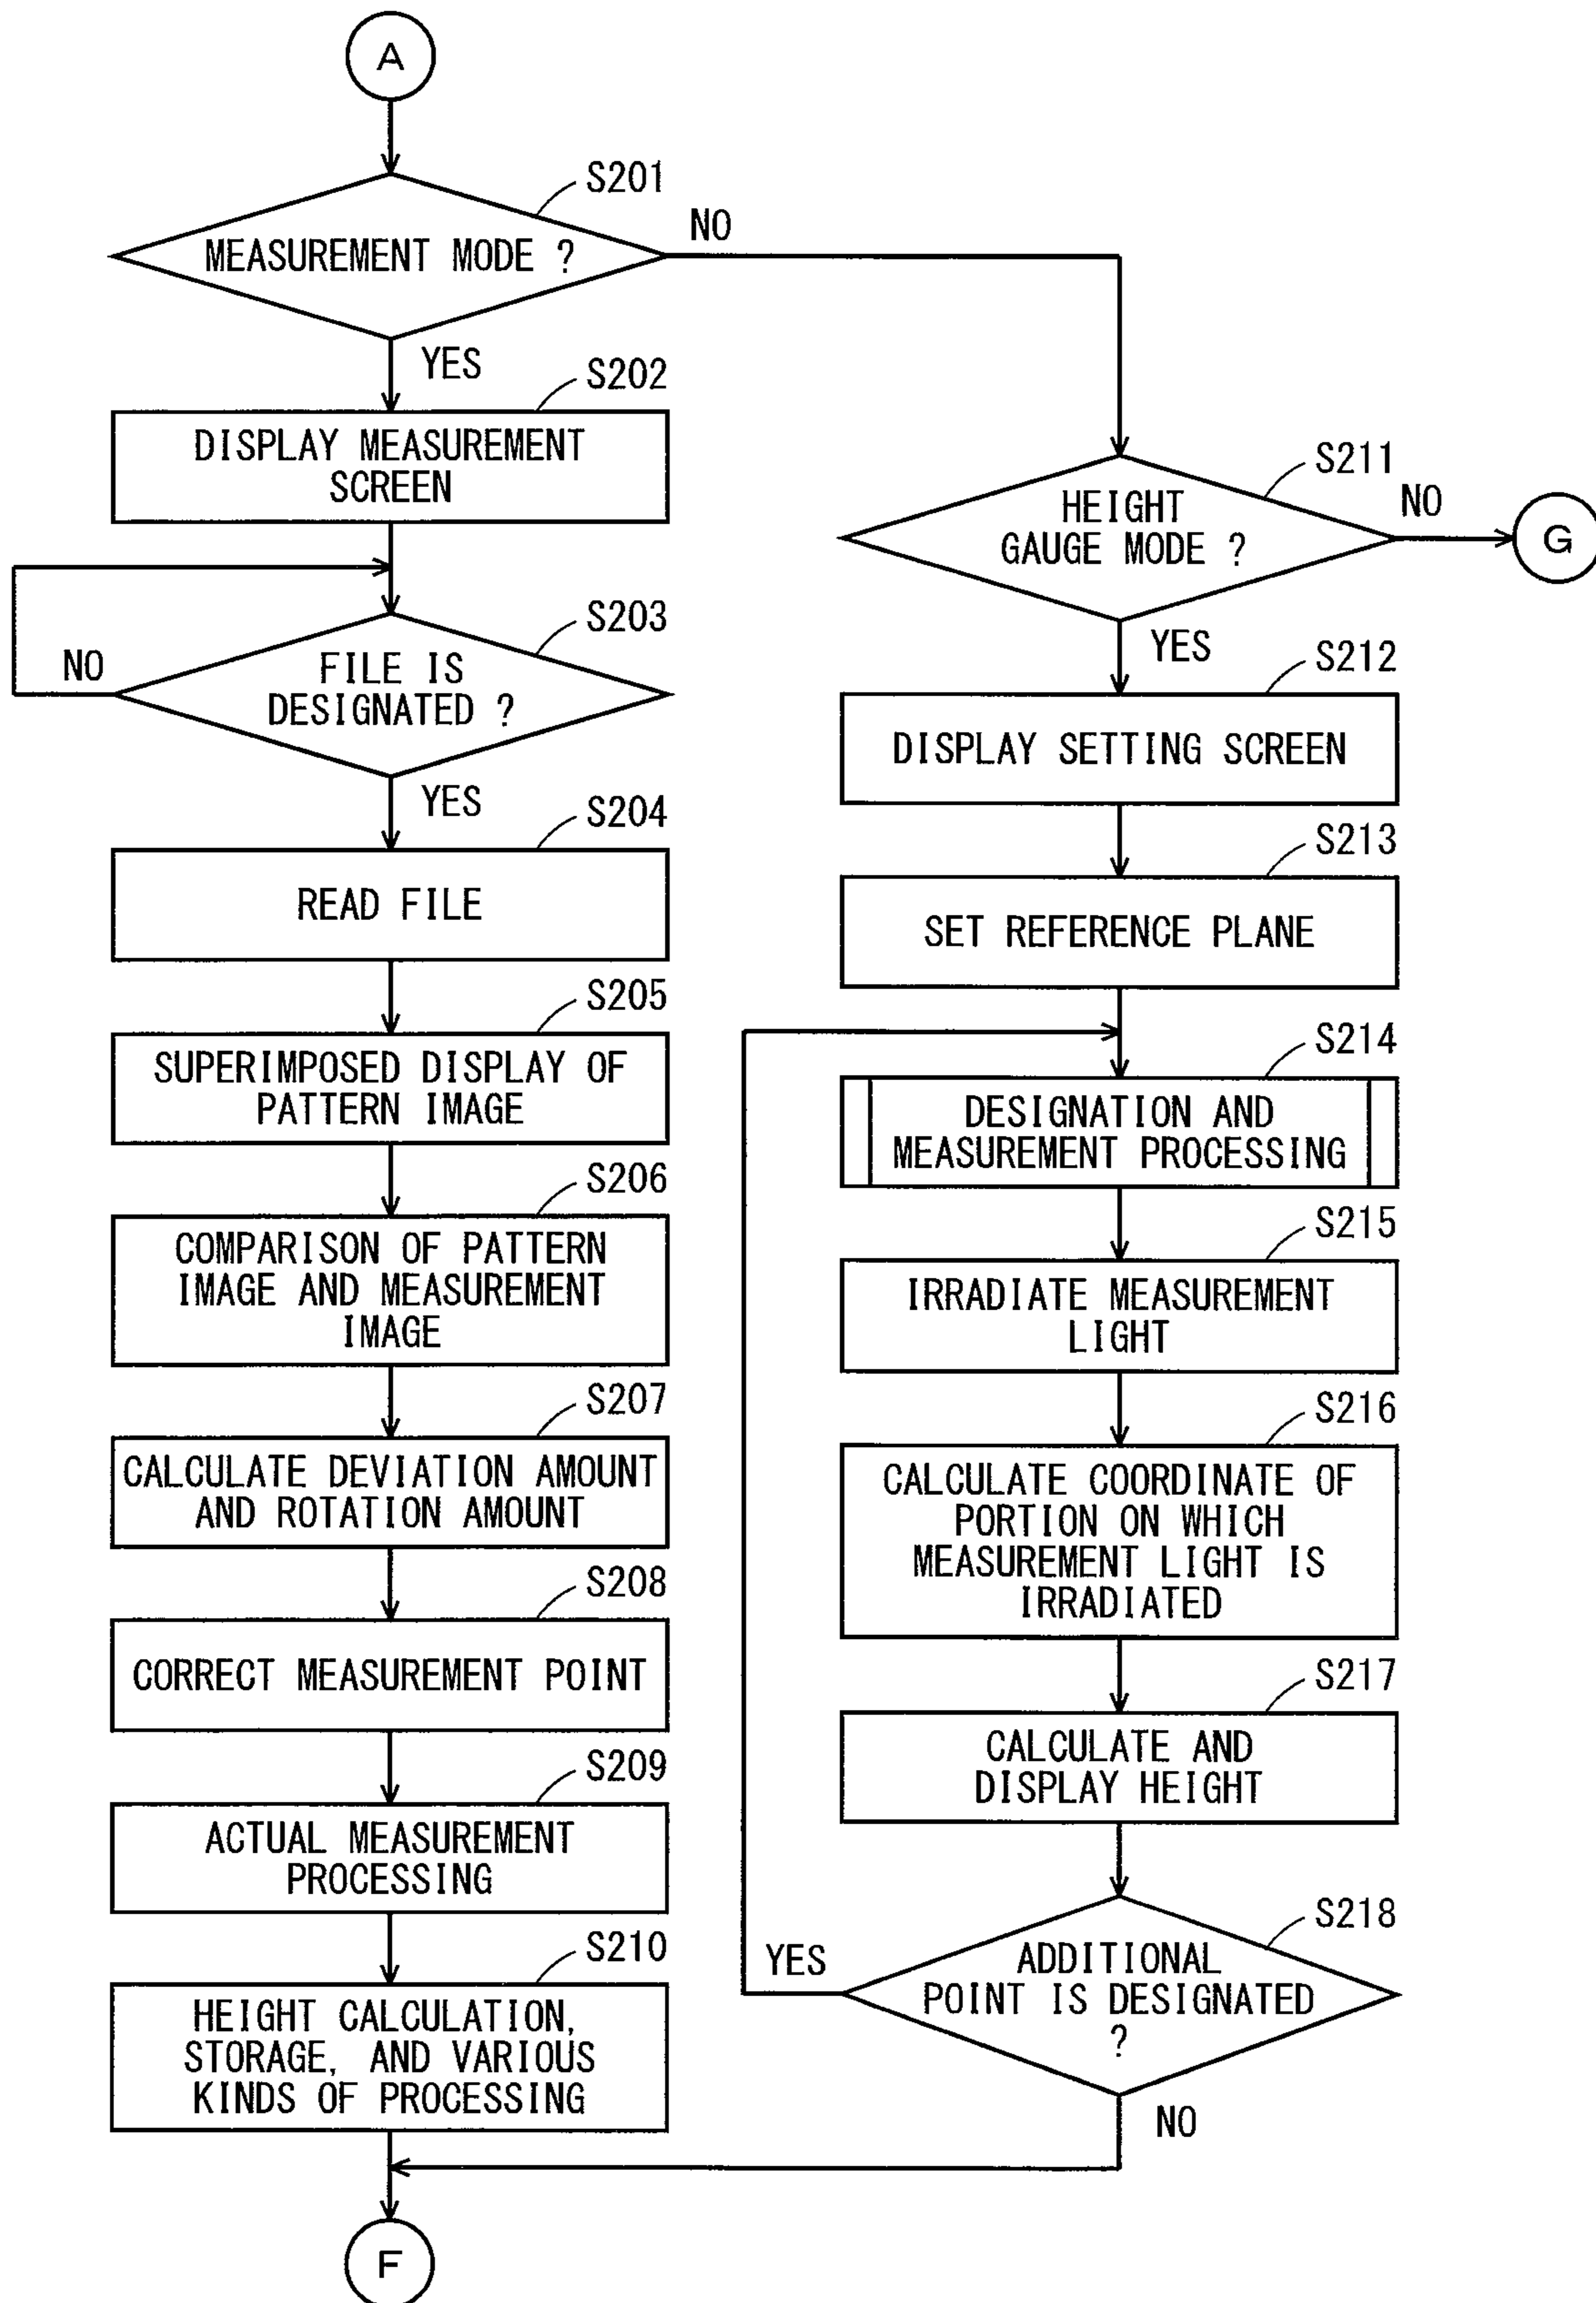 A
S201
MEASUREMENT MODE ?
NO
YES
S202
DISPLAY MEASUREMENT
SCREEN
S203
FILE IS
DESIGNATED ?
NO
YES
S204
READ FILE
S205
SUPERIMPOSED DISPLAY OF
PATTERN IMAGE
S206
COMPARISON OF PATTERN
IMAGE AND MEASUREMENT
IMAGE
S207
CALCULATE DEVIATION AMOUNT
AND ROTATION AMOUNT
S208
CORRECT MEASUREMENT POINT
S209
ACTUAL MEASUREMENT
PROCESSING
S210
HEIGHT CALCULATION,
STORAGE, AND VARIOUS
KINDS OF PROCESSING
F
S211
HEIGHT
GAUGE MODE ?
NO
G
YES
S212
DISPLAY SETTING SCREEN
S213
SET REFERENCE PLANE
S214
DESIGNATION AND
MEASUREMENT PROCESSING
S215
IRRADIATE MEASUREMENT
LIGHT
S216
CALCULATE COORDINATE OF
PORTION ON WHICH
MEASUREMENT LIGHT IS
IRRADIATED
S217
CALCULATE AND
DISPLAY HEIGHT
S218
YES
ADDITIONAL
POINT IS DESIGNATED
?
NO